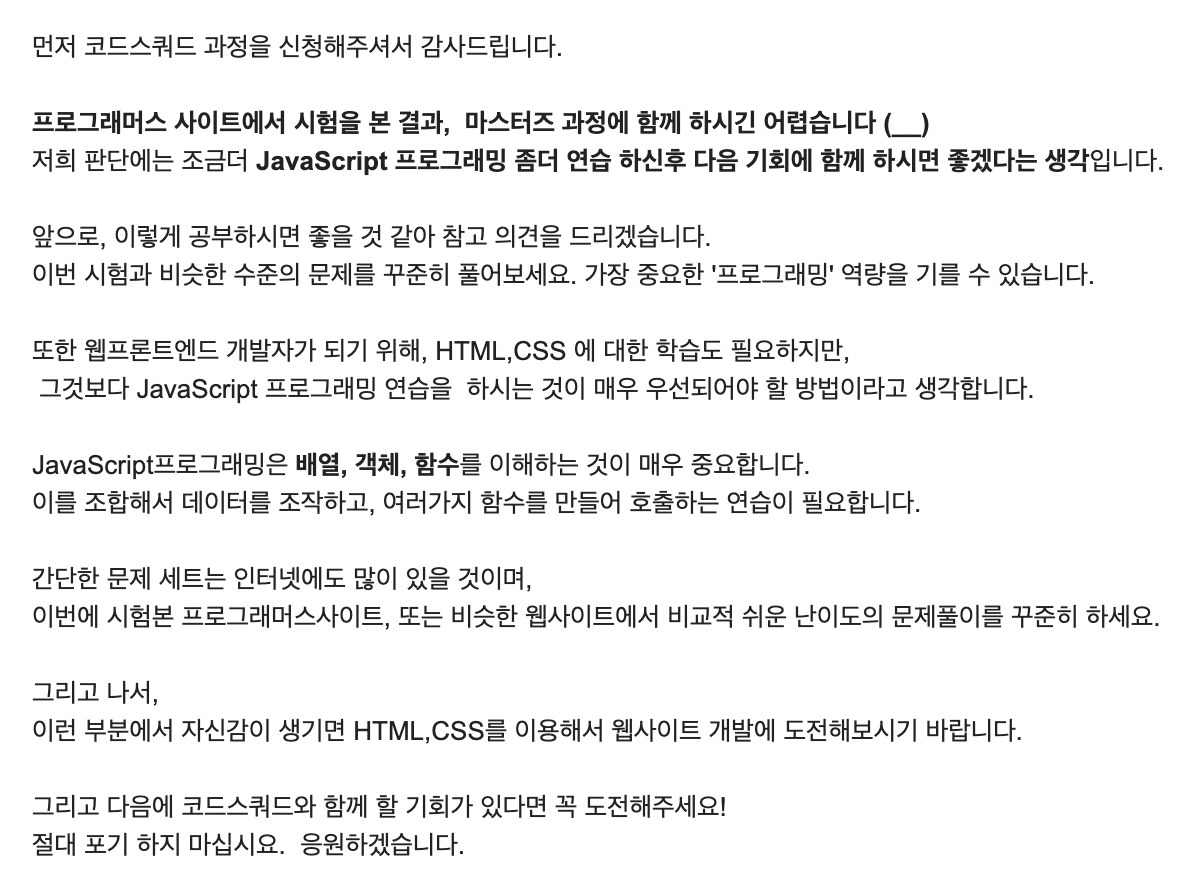 먼저 코드스쿼드 과정을 신청해주셔서 감사드립니다.
프로그래머스 사이트에서 시험을 본 결과,  마스터즈 과정에 함께 하시긴 어렵습니다 (__)
저희 판단에는 조금더 JavaScript 프로그래밍 좀더 연습 하신후 다음 기회에 함께 하시면 좋겠다는 생각입니다.
앞으로, 이렇게 공부하시면 좋을 것 같아 참고 의견을 드리겠습니다.
이번 시험과 비슷한 수준의 문제를 꾸준히 풀어보세요. 가장 중요한 '프로그래밍' 역량을 기를 수 있습니다.
또한 웹프론트엔드 개발자가 되기 위해, HTML,CSS 에 대한 학습도 필요하지만,
그것보다 JavaScript 프로그래밍 연습을  하시는 것이 매우 우선되어야 할 방법이라고 생각합니다.
JavaScript프로그래밍은 배열, 객체, 함수를 이해하는 것이 매우 중요합니다.
이를 조합해서 데이터를 조작하고, 여러가지 함수를 만들어 호출하는 연습이 필요합니다.
간단한 문제 세트는 인터넷에도 많이 있을 것이며,
이번에 시험본 프로그래머스사이트, 또는 비슷한 웹사이트에서 비교적 쉬운 난이도의 문제풀이를 꾸준히 하세요.
그리고 나서,
이런 부분에서 자신감이 생기면 HTML,CSS를 이용해서 웹사이트 개발에 도전해보시기 바랍니다.
그리고 다음에 코드스쿼드와 함께 할 기회가 있다면 꼭 도전해주세요!
절대 포기 하지 마십시요.  응원하겠습니다.